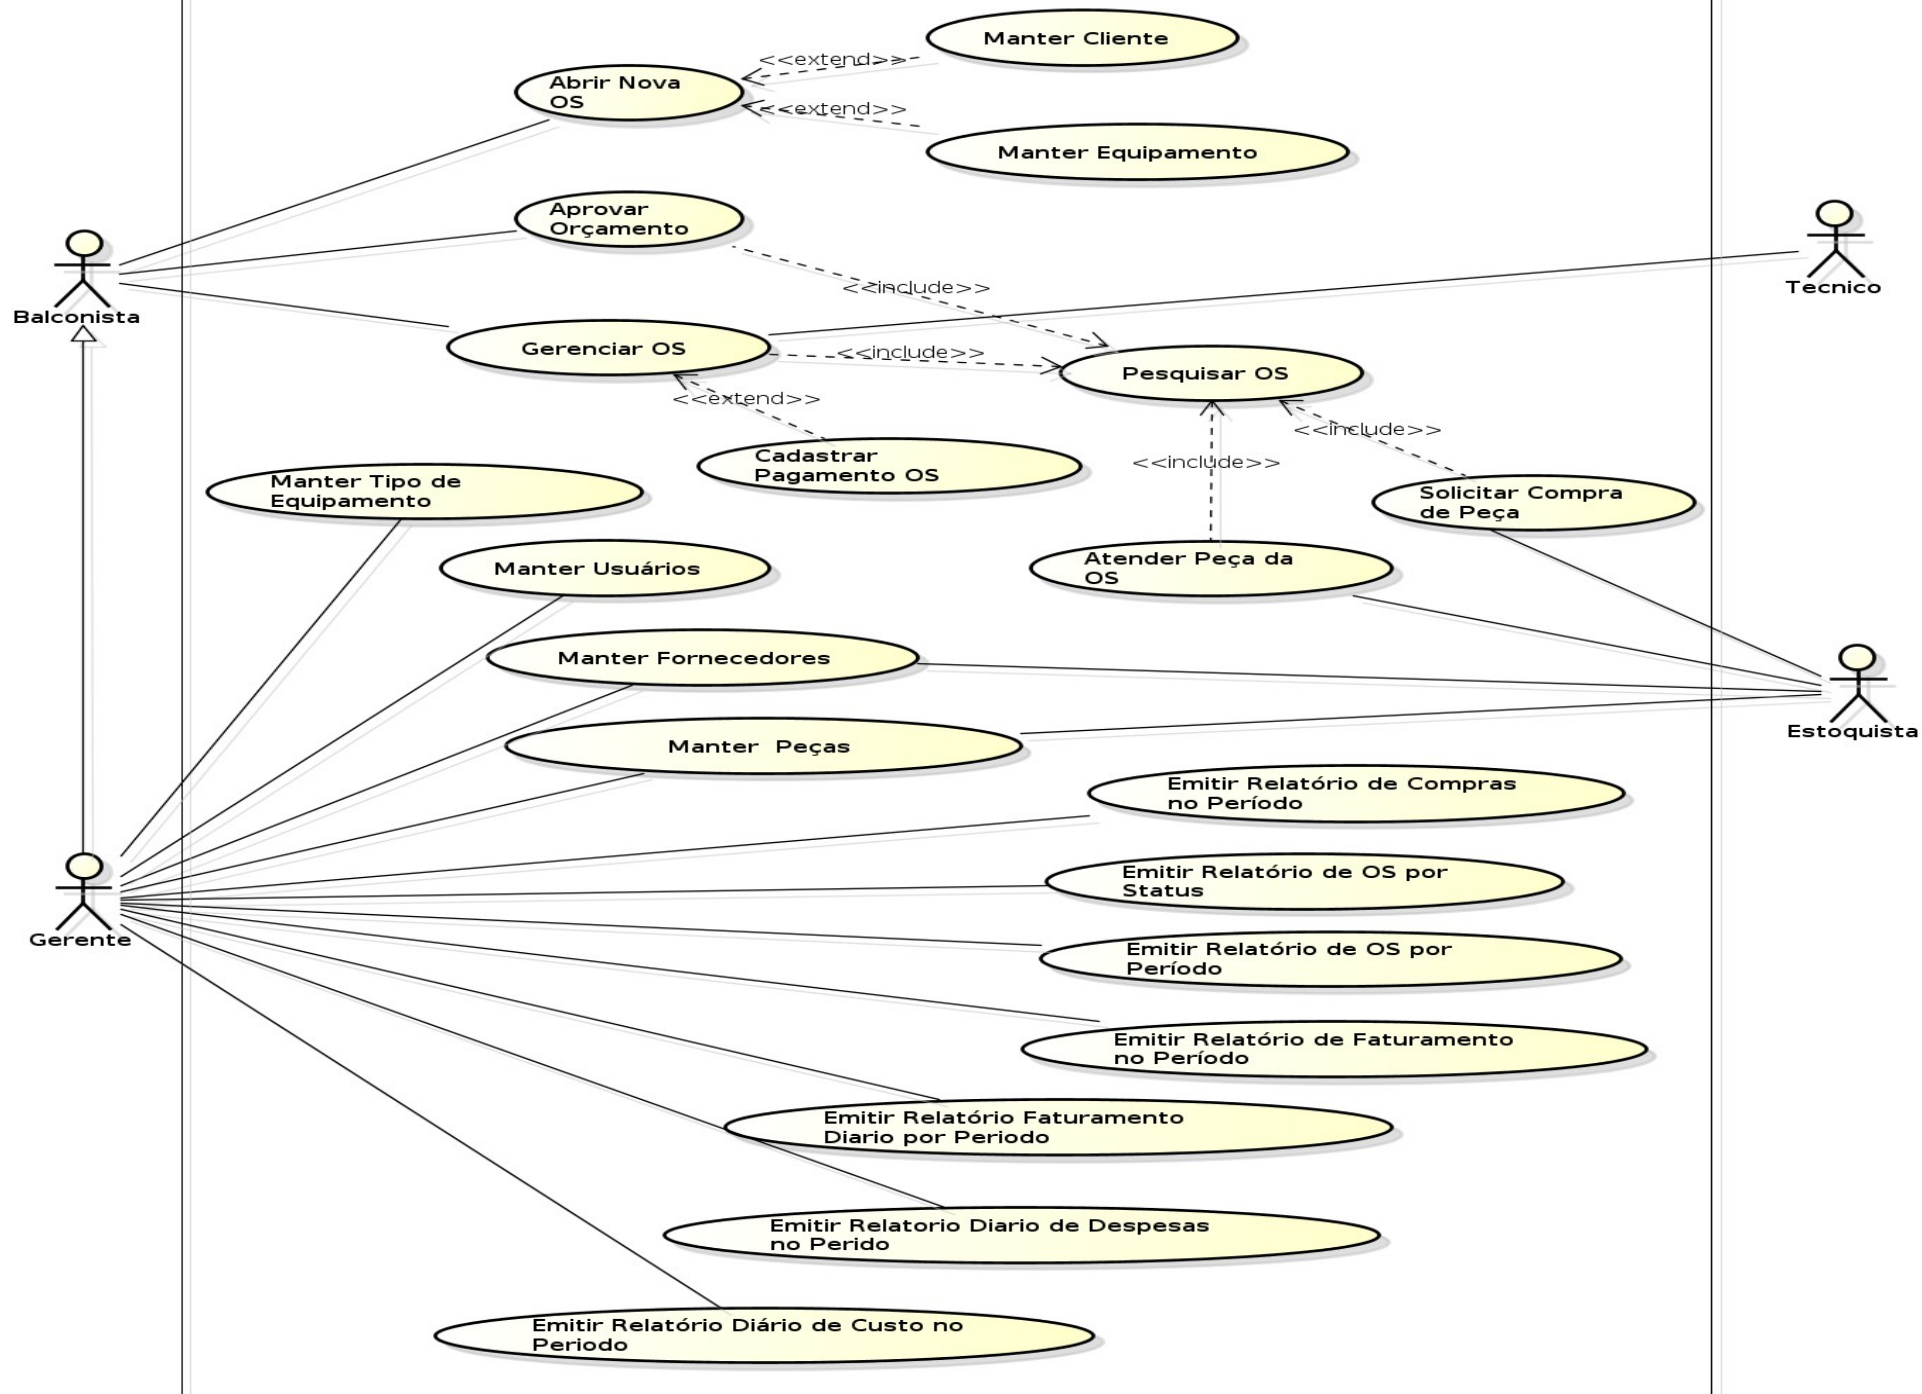 Manter Cliente
<<extend>>
Abrir Nova
OS
<<extend>>
Manter Equipamento
Aprovar
Orçamento
<<include>>
Tecnico
Balconista
Gerenciar OS
<<include>>
Pesquisar OS
<<extend>>
<<include>>
Cadastrar
Pagamento OS
<<include>>
Manter Tipo de
Equipamento
Solicitar Compra
de Peça
Manter Usuários
Atender Peça da
OS
Manter Fornecedores
Estoquista
Manter  Peças
Emitir Relatório de Compras
no Período
Emitir Relatório de OS por
Status
Gerente
Emitir Relatório de OS por
Período
Emitir Relatório de Faturamento
no Período
Emitir Relatório Faturamento
Diario por Periodo
Emitir Relatorio Diario de Despesas
no Perido
Emitir Relatório Diário de Custo no
Periodo